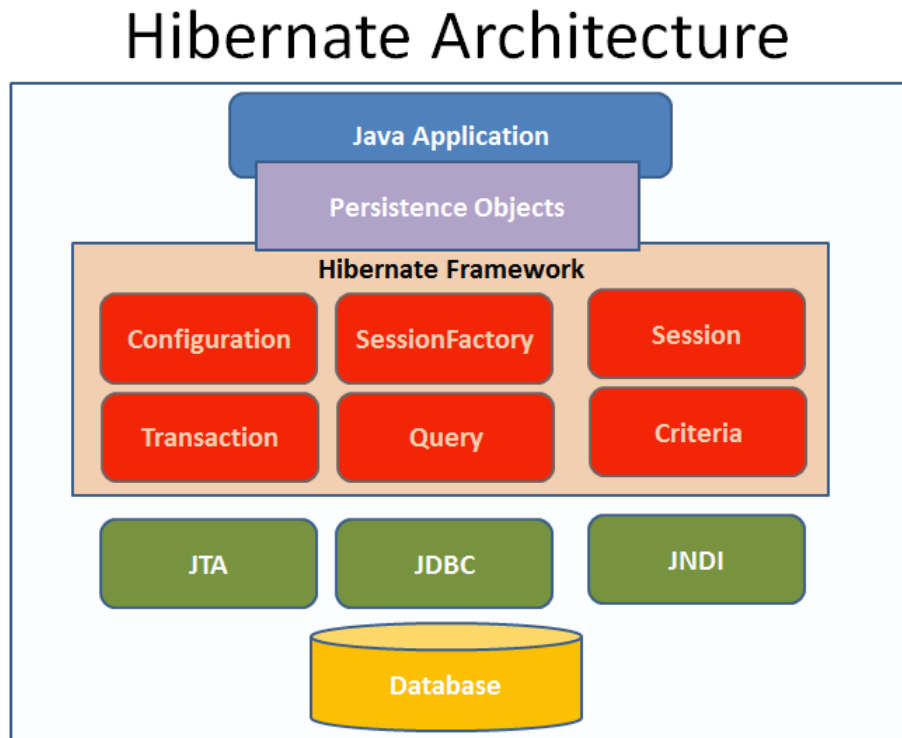 Hibernate Architecture
Java Application
Persistence Objects
Hibernate Framework
Configuration
SessionFactory
Session
Transaction
Query
Criteria
JTA
JDBC
JNDI
Database